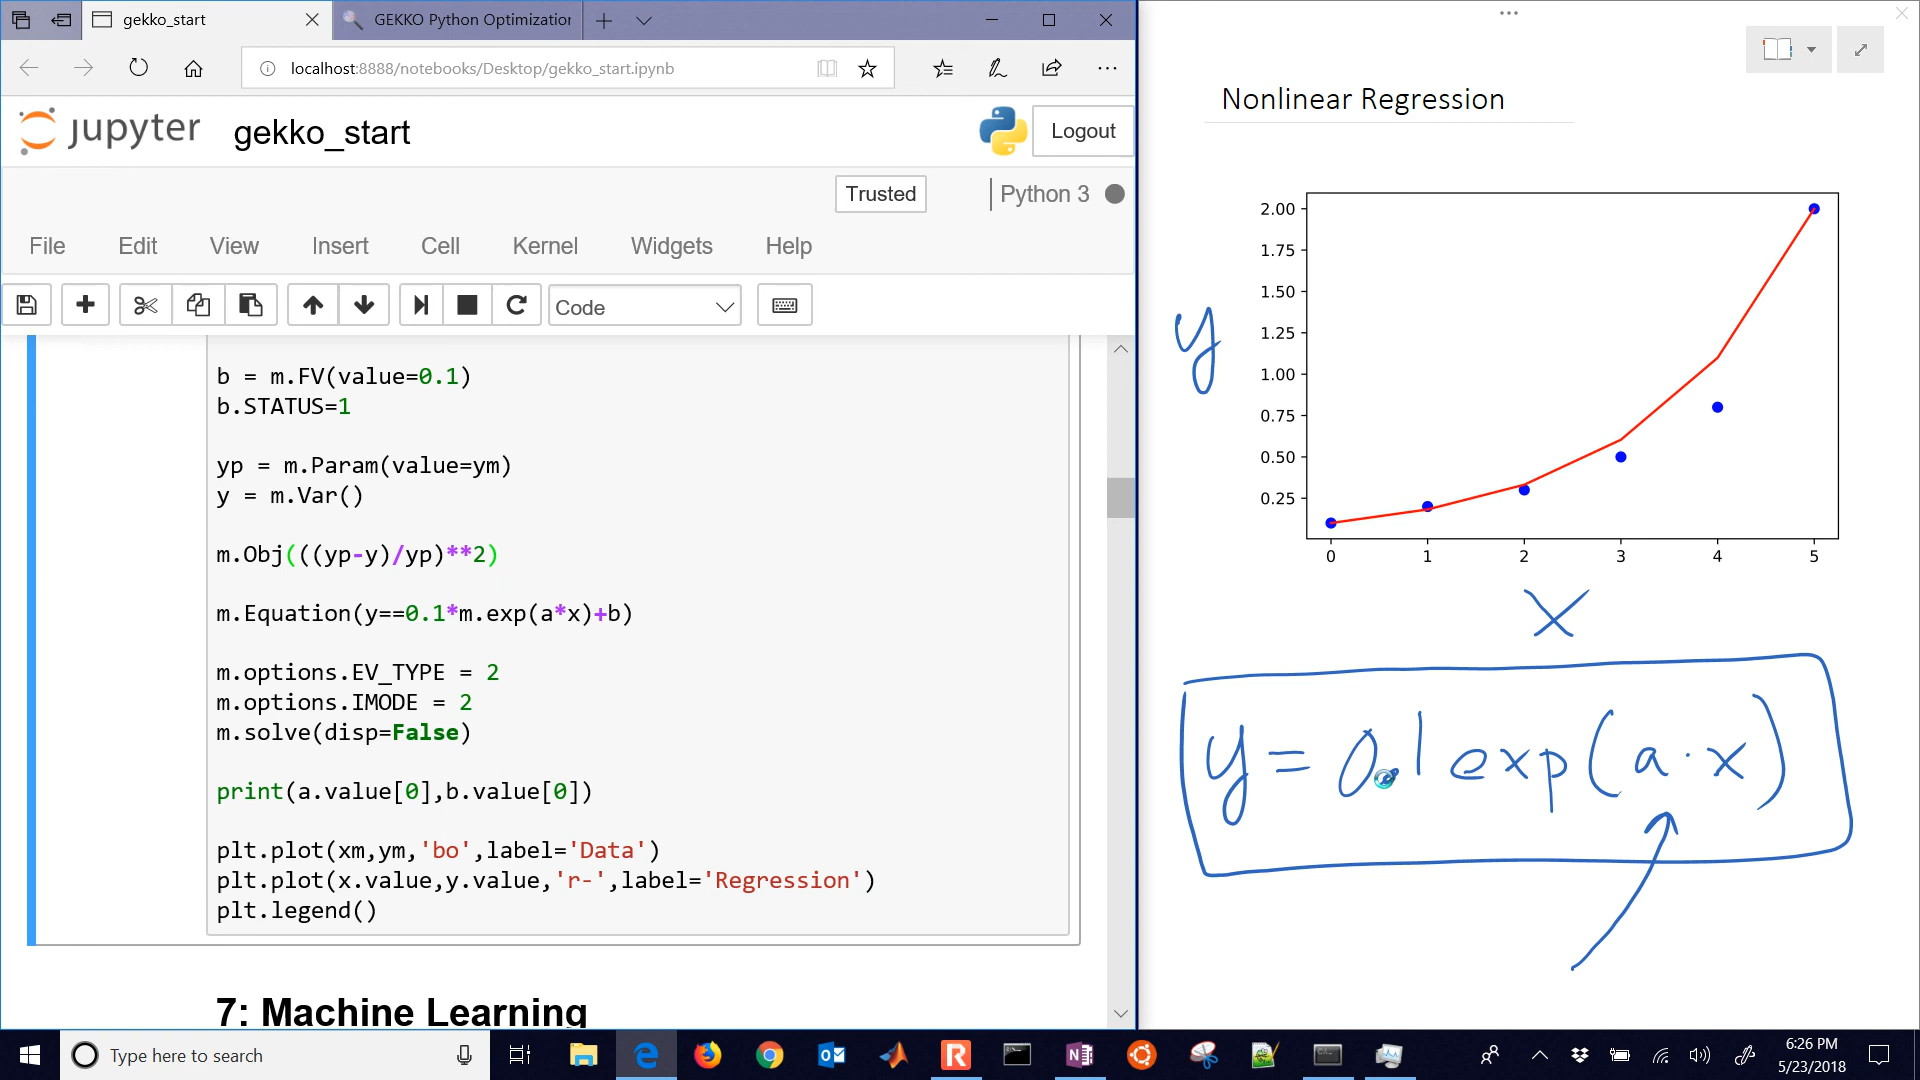 gekko_start
GEKKO Python Optimization
localhost:8888/notebooks/Desktop/gekko_start.ipynb
jupyter gekko_start
Logout
Trusted
Python 3
File Edit View Insert Cell Kernel Widgets Help
Code
b = m.FV(value=0.1)
b.STATUS=1
yp = m.Param(value=ym)
y = m.Var()
m.Obj(((yp-y)/yp)**2)
m.Equation(y==0.1*m.exp(a*x)+b)
m.options.EV_TYPE = 2
m.options.IMODE = 2
m.solve(disp=False)
print(a.value[0],b.value[0])
plt.plot(xm,ym,'bo',label='Data')
plt.plot(x.value,y.value,'r-',label='Regression')
plt.legend()
7: Machine Learning
Nonlinear Regression
2.00
1.75
1.50
1.25
1.00
0.75
0.50
0.25
0 1 2 3 4 5
y
x
y = 0.1 exp(a·x)
Type here to search
6:26 PM
5/23/2018